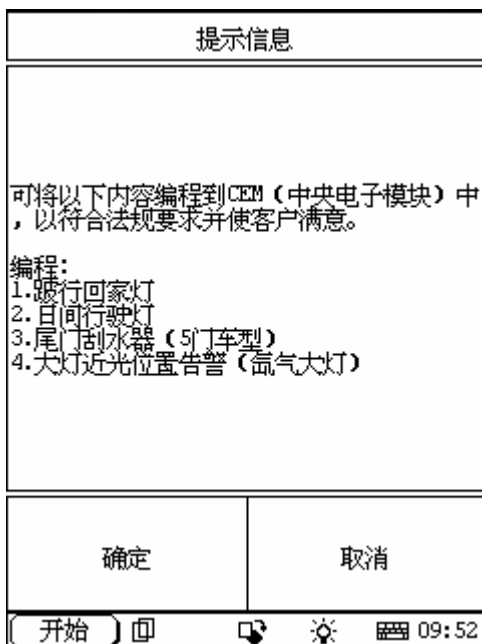 提示信息
可将以下内容编程到CEM（中央电子模块）中
，以符合法规要求并使客户满意。
编程：
1.跛行回家灯
2.日间行驶灯
3.尾门刮水器（5门车型）
4.大灯近光位置告警（氙气大灯）
确定
取消
开始
09:52